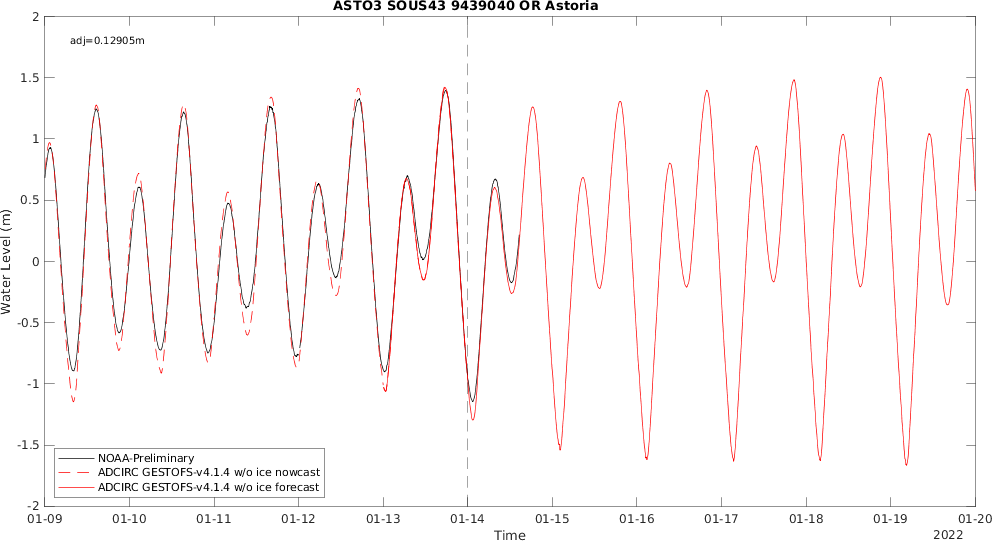 ASTO3 SOUS43 9439040 OR Astoria
adj=0.12905m
2
1.5
1
0.5
0
-0.5
-1
-1.5
-2
Water Level (m)
NOAA-Preliminary
ADCIRC GESTOFS-v4.1.4 w/o ice nowcast
ADCIRC GESTOFS-v4.1.4 w/o ice forecast
01-09 01-10 01-11 01-12 01-13 01-14 01-15 01-16 01-17 01-18 01-19 01-20
Time
2022